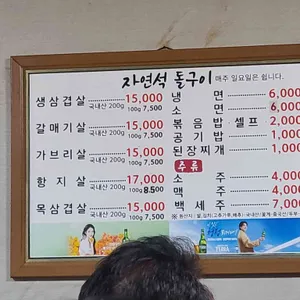 자연석 돌구이 매주 일요일은 쉽니다.
생삼겹살 15,000
국내산 200g 100g 7,500
갈매기살 15,000
국내산 200g 100g 7,500
가브리살 15,000
국내산 200g 100g 7,500
항지살 17,000
국내산 200g 100g 8,500
목삼겹살 15,000
국내산 200g 100g 7,500
냉면 6,000
소면 6,000
볶음밥 셀프 2,000
공기밥 1,000
된장찌개 1,000
주류
소주 4,000
맥주 4,000
백세주 7,000